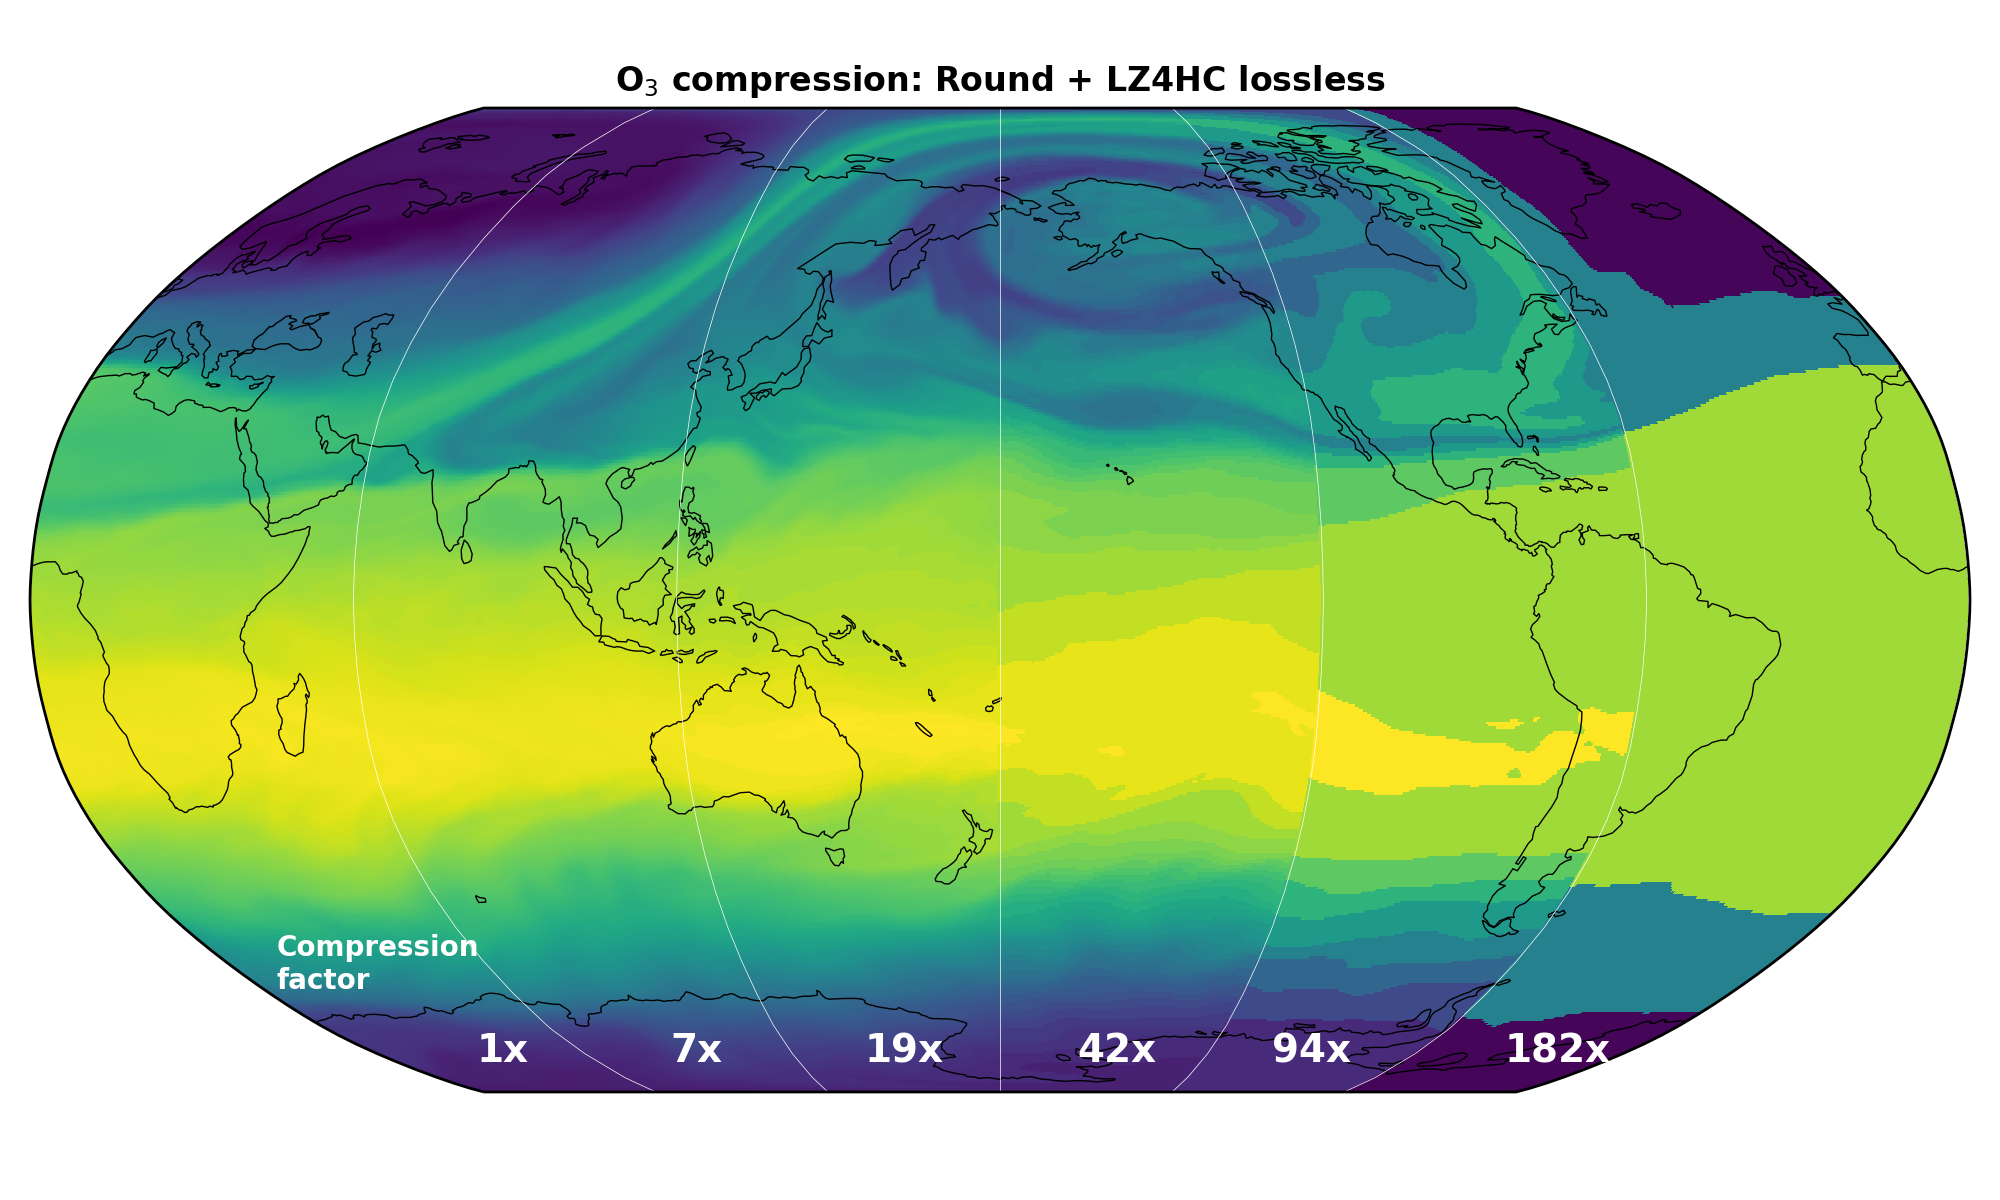 O₃ compression: Round + LZ4HC lossless
Compression
factor
1x 7x 19x 42x 94x 182x